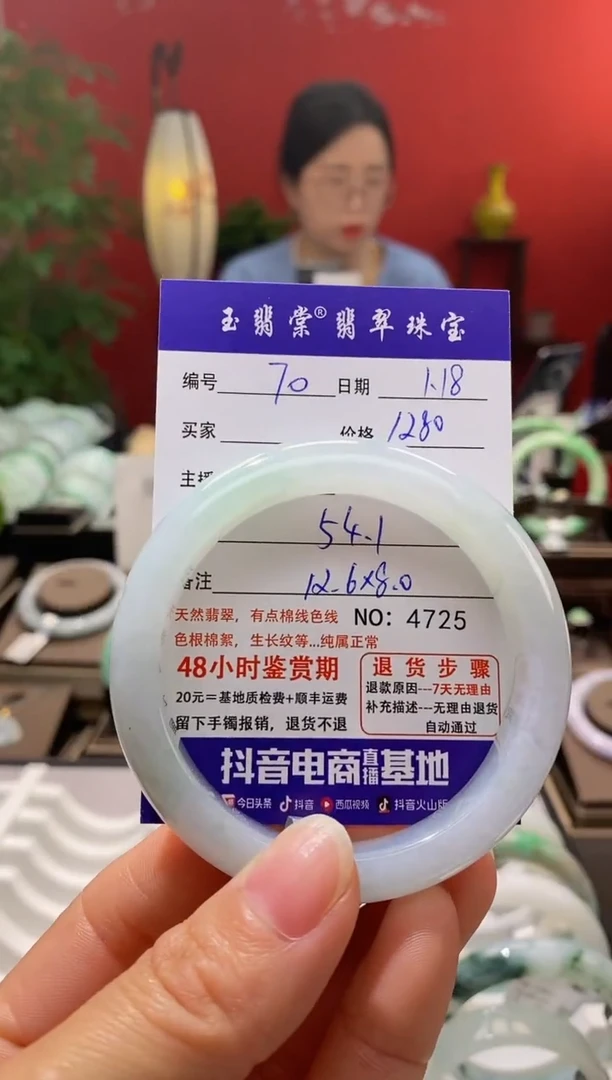 玉翡棠®翡翠珠宝
编号 70 日期 1.18
买家 价格 1280
主播
54.1
备注 12.6×8.0
天然翡翠，有点棉线色线 NO: 4725
色根棉絮，生长纹等...纯属正常
48小时鉴赏期
20元=基地质检费+顺丰运费
留下手镯报销，退货不退
退货步骤
退款原因---7天无理由
补充描述---无理由退货
自动通过
抖音电商直播基地
今日头条 抖音 西瓜视频 抖音火山版